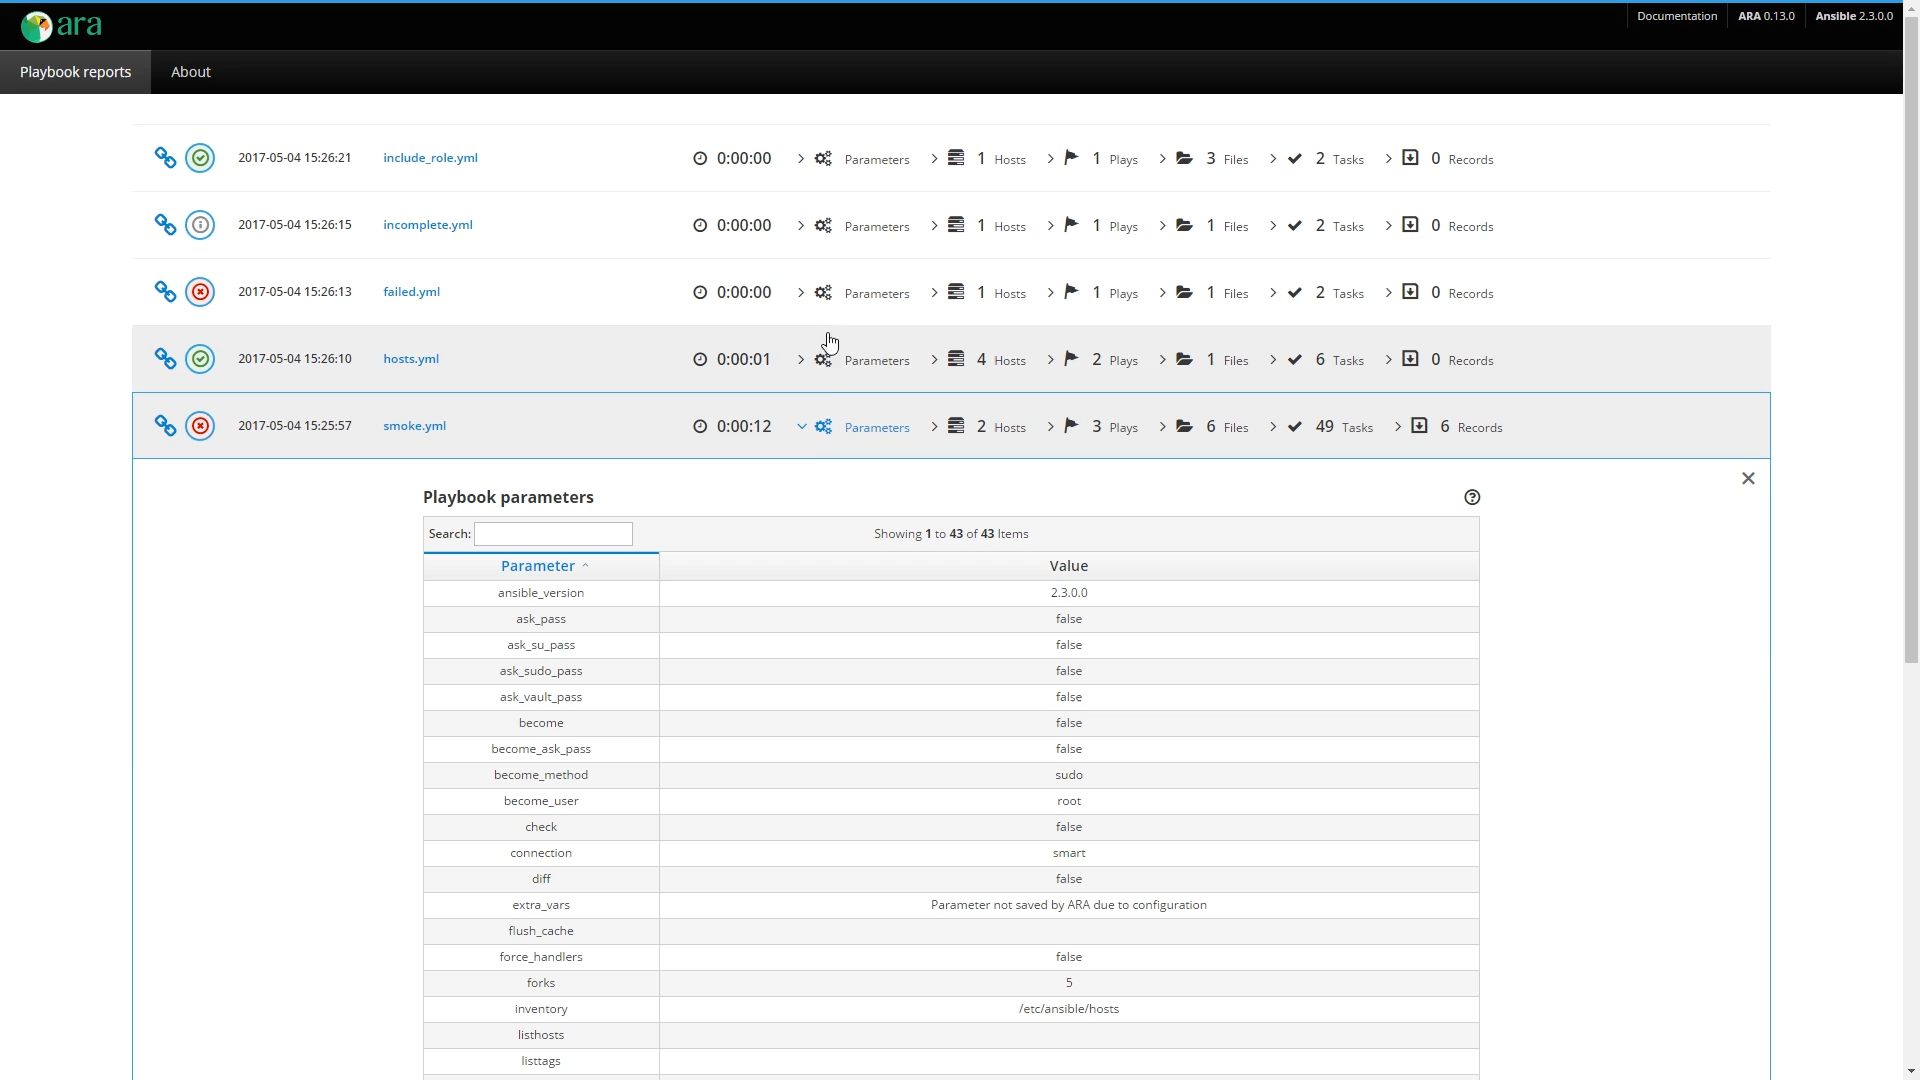 ara
Documentation ARA 0.13.0 Ansible 2.3.0.0
Playbook reports About
2017-05-04 15:26:21 include_role.yml 0:00:00 Parameters 1 Hosts 1 Plays 3 Files 2 Tasks 0 Records
2017-05-04 15:26:15 incomplete.yml 0:00:00 Parameters 1 Hosts 1 Plays 1 Files 2 Tasks 0 Records
2017-05-04 15:26:13 failed.yml 0:00:00 Parameters 1 Hosts 1 Plays 1 Files 2 Tasks 0 Records
2017-05-04 15:26:10 hosts.yml 0:00:01 Parameters 4 Hosts 2 Plays 1 Files 6 Tasks 0 Records
2017-05-04 15:25:57 smoke.yml 0:00:12 Parameters 2 Hosts 3 Plays 6 Files 49 Tasks 6 Records
Playbook parameters
Search: Showing 1 to 43 of 43 Items
Parameter Value
ansible_version 2.3.0.0
ask_pass false
ask_su_pass false
ask_sudo_pass false
ask_vault_pass false
become false
become_ask_pass false
become_method sudo
become_user root
check false
connection smart
diff false
extra_vars Parameter not saved by ARA due to configuration
flush_cache
force_handlers false
forks 5
inventory /etc/ansible/hosts
listhosts
listtags